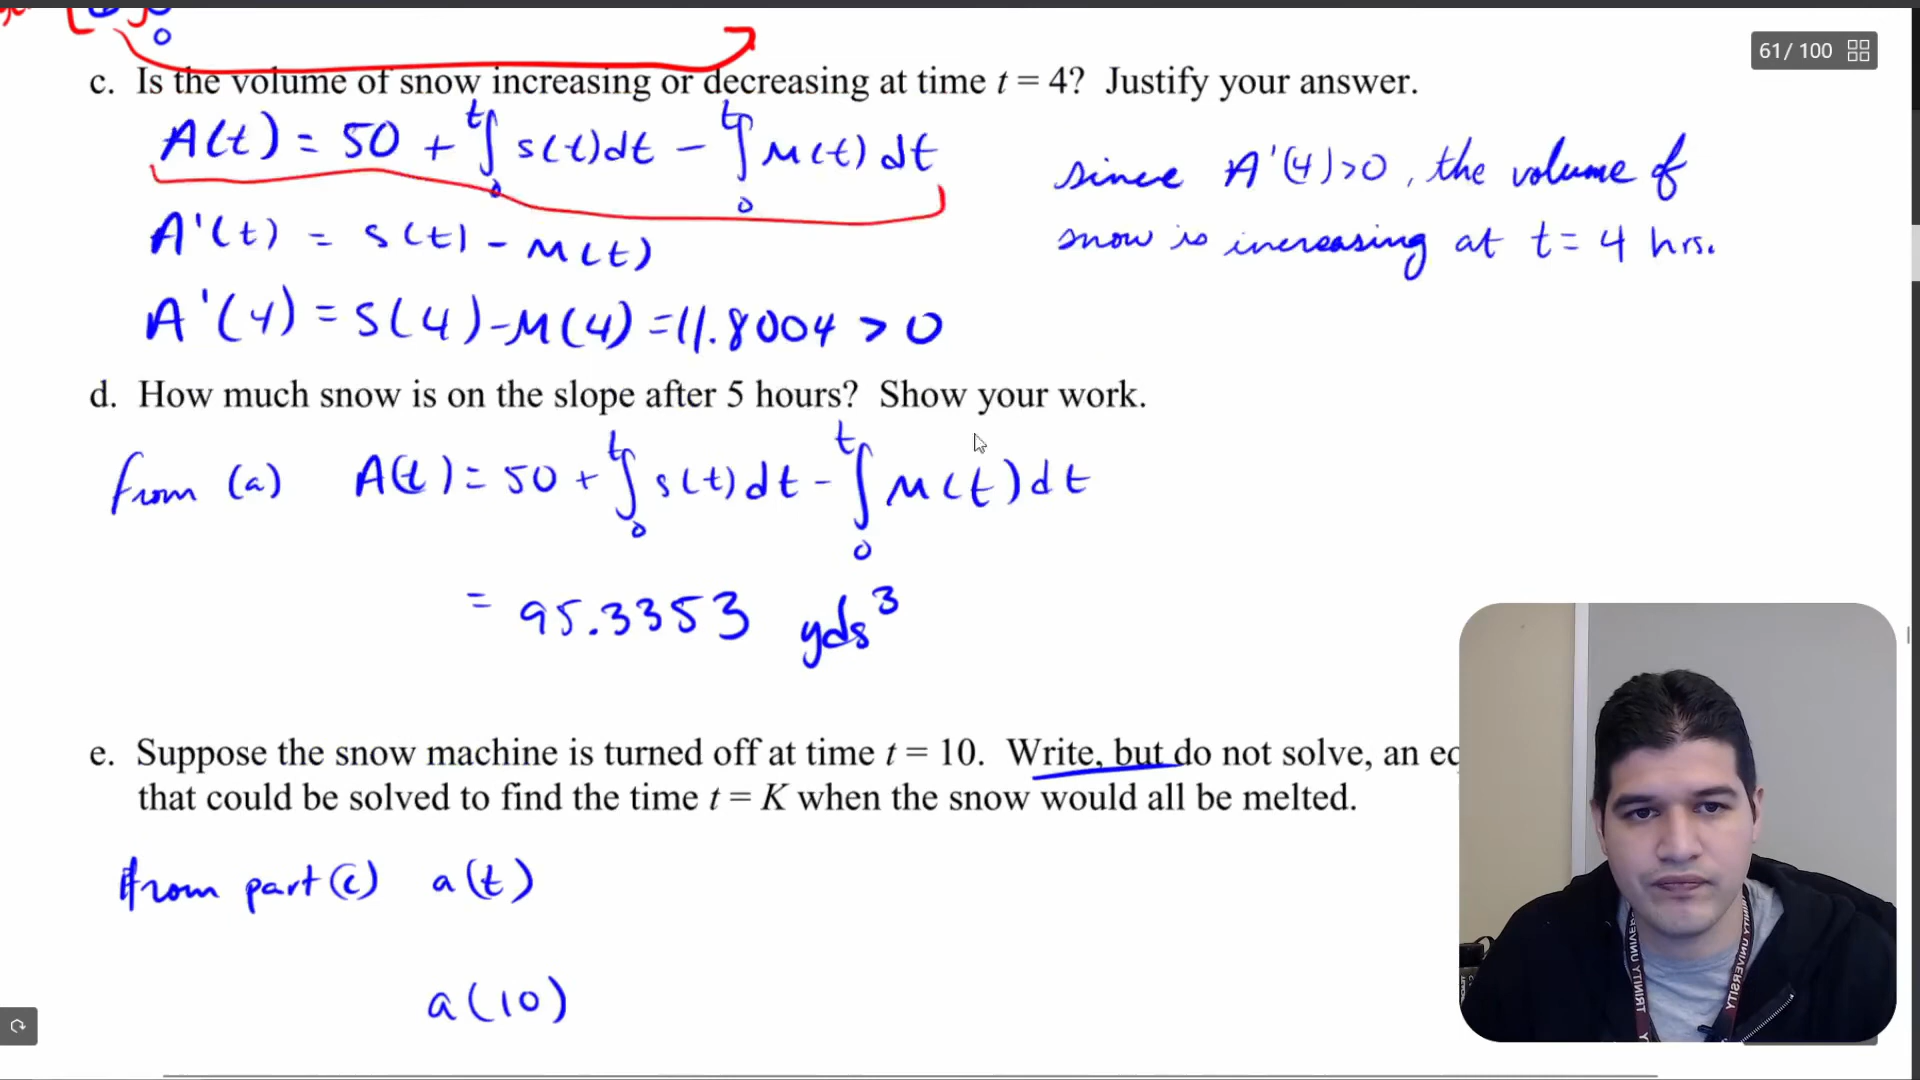 0
61 / 100
c. Is the volume of snow increasing or decreasing at time t = 4? Justify your answer.
A(t) = 50 + ∫₀ᵗ s(t)dt − ∫₀ᵗ M(t) dt
since A'(4)>0, the volume of
snow is increasing at t = 4 hrs.
A'(t) = s(t) - M(t)
A'(4) = S(4) - M(4) = 11.8004 > 0
d. How much snow is on the slope after 5 hours? Show your work.
from (a) A(t) = 50 + ∫₀ᵗ s(t)dt − ∫₀ᵗ M(t)dt
= 95.3353 yds³
e. Suppose the snow machine is turned off at time t = 10. Write, but do not solve, an
that could be solved to find the time t = K when the snow would all be melted.
from part (c) a(t)
a(10)
TRINITY UNIVERSITY